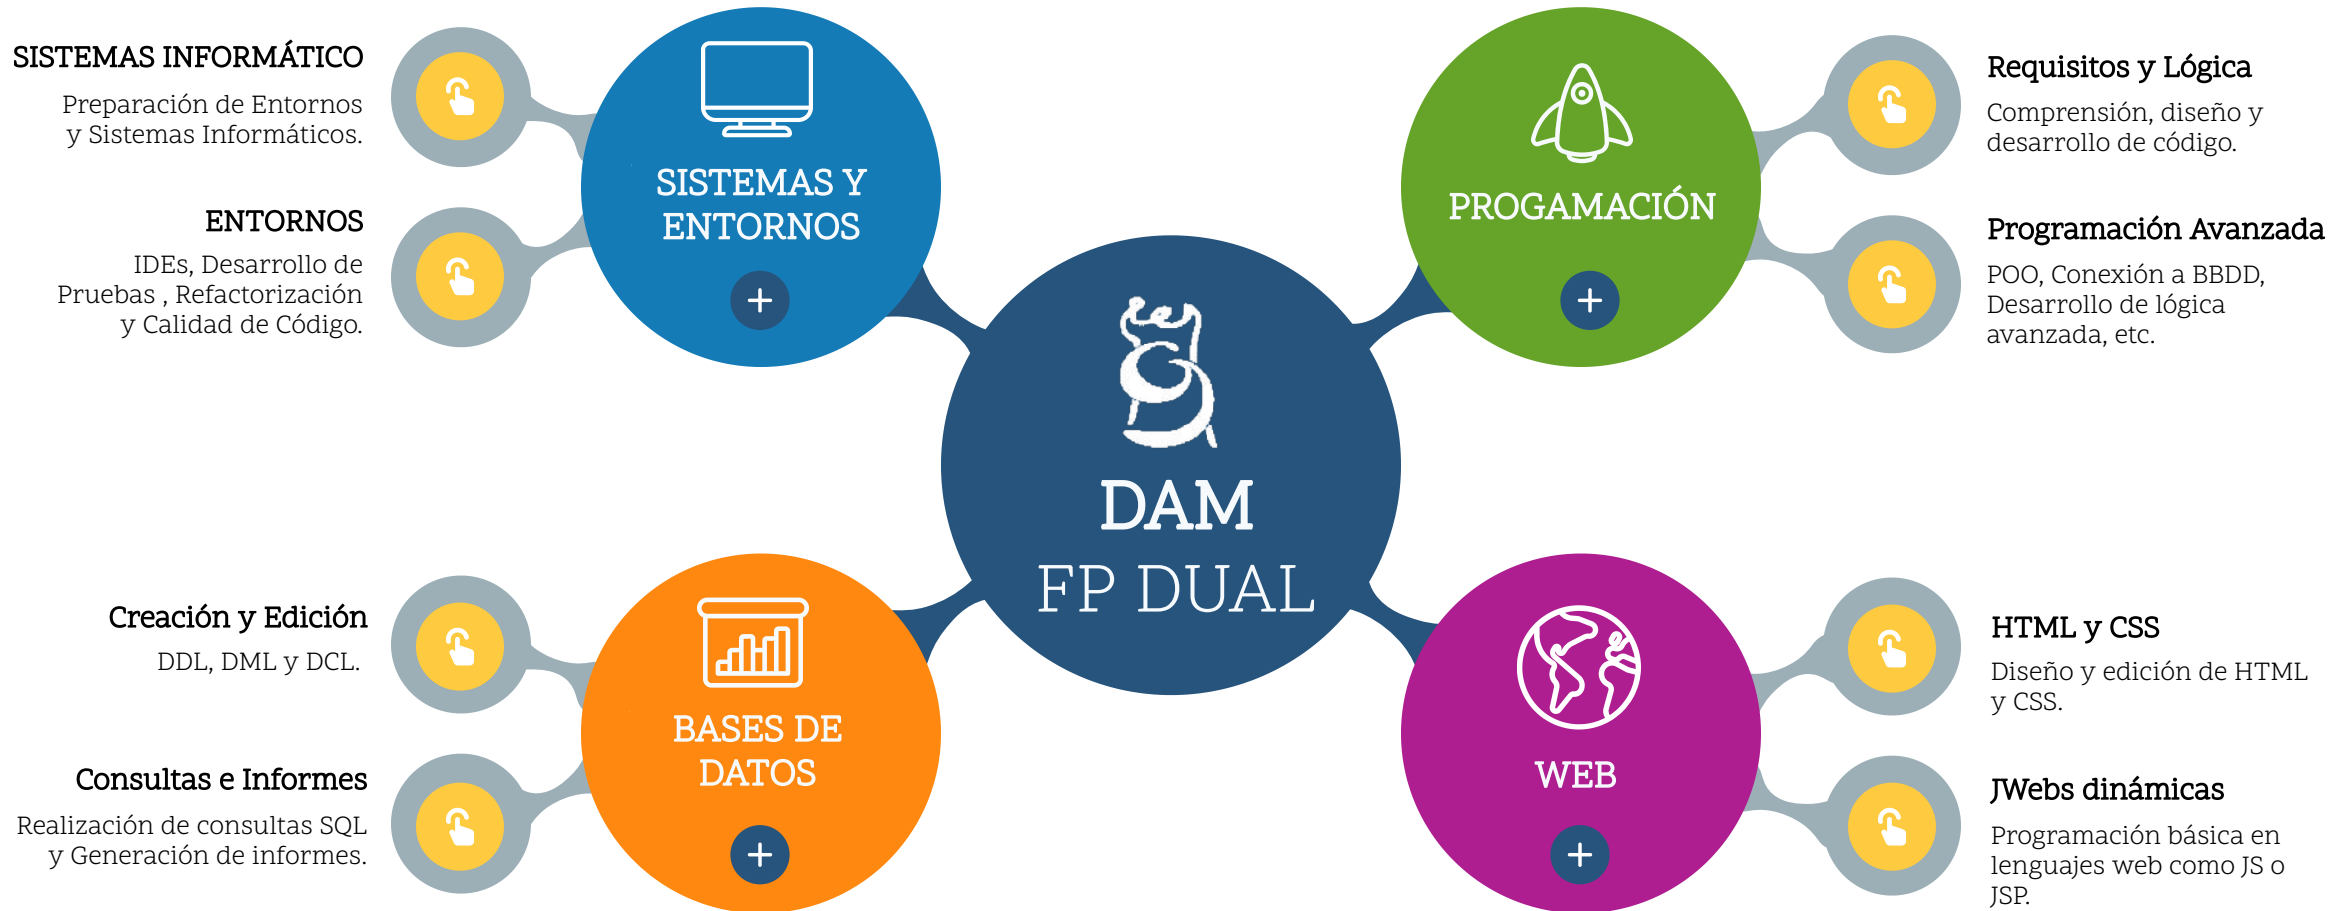 SISTEMAS INFORMÁTICO
Preparación de Entornos
y Sistemas Informáticos.
ENTORNOS
IDEs, Desarrollo de
Pruebas , Refactorización
y Calidad de Código.
SISTEMAS Y
ENTORNOS
PROGAMACIÓN
Requisitos y Lógica
Comprensión, diseño y
desarrollo de código.
Programación Avanzada
POO, Conexión a BBDD,
Desarrollo de lógica
avanzada, etc.
DAM
FP DUAL
Creación y Edición
DDL, DML y DCL.
Consultas e Informes
Realización de consultas SQL
y Generación de informes.
BASES DE
DATOS
WEB
HTML y CSS
Diseño y edición de HTML
y CSS.
JWebs dinámicas
Programación básica en
lenguajes web como JS o
JSP.